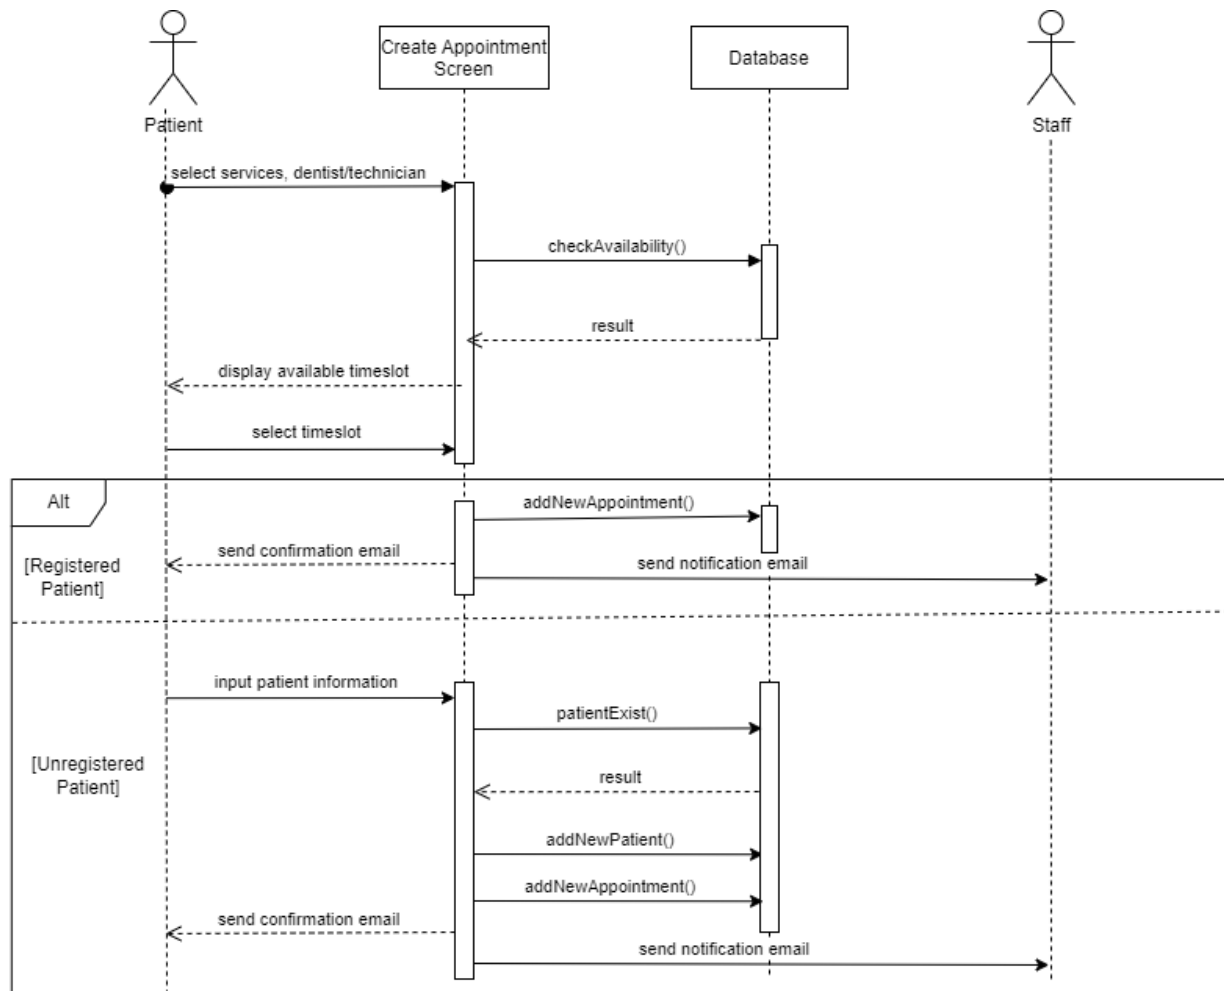 Create Appointment
Screen
Database
Patient
Staff
select services, dentist/technician
checkAvailability()
result
display available timeslot
select timeslot
Alt
addNewAppointment()
send confirmation email
send notification email
[Registered
Patient]
input patient information
patientExist()
[Unregistered
Patient]
result
addNewPatient()
addNewAppointment()
send confirmation email
send notification email